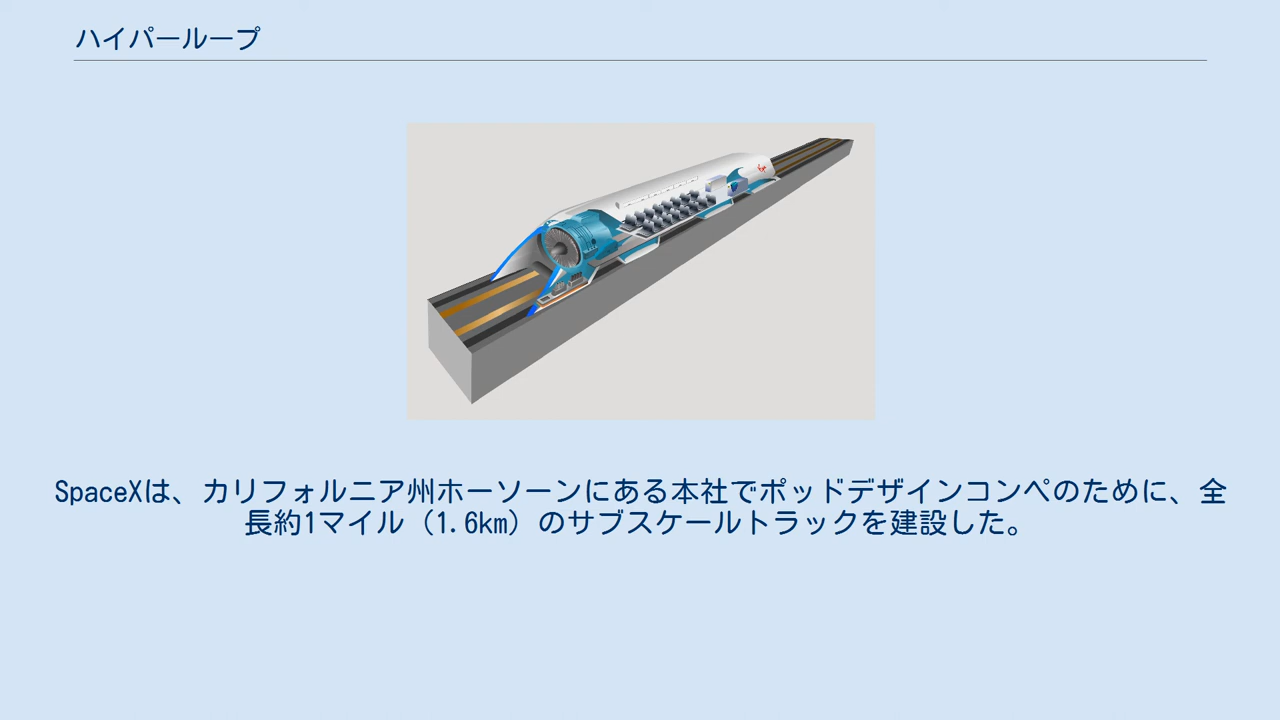 ハイパーループ
SpaceXは、カリフォルニア州ホーソーンにある本社でポッドデザインコンペのために、全
長約1マイル（1.6km）のサブスケールトラックを建設した。